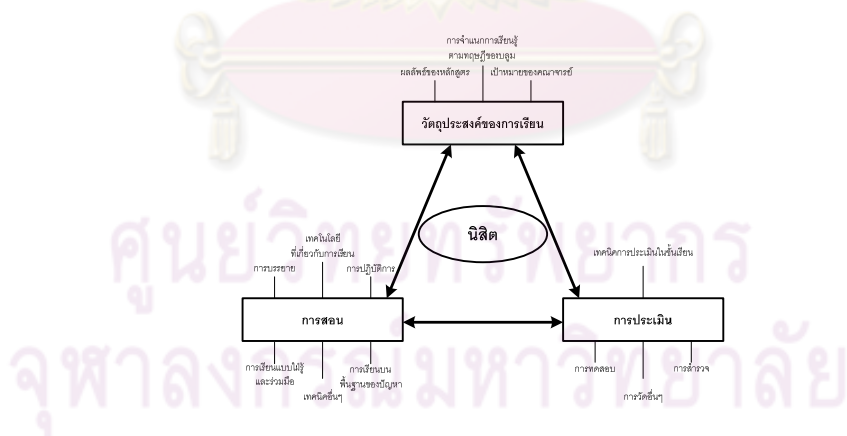 การจำแนกการเรียนรู้
ตามทฤษฎีของบลูม
ผลลัพธ์ของหลักสูตร
เป้าหมายของคณาจารย์
วัตถุประสงค์ของการเรียน
นิสิต
เทคโนโลยี
ที่เกี่ยวกับการเรียน
การบรรยาย
การปฏิบัติการ
เทคนิคการประเมินในชั้นเรียน
การสอน
การประเมิน
การเรียนแบบใฝ่รู้
และร่วมมือ
เทคนิคอื่นๆ
การเรียนบน
พื้นฐานของปัญหา
การทดสอบ
การสำรวจ
การวัดอื่นๆ
ศูนย์วิทยทรัพยากร
จุฬาลงกรณ์มหาวิทยาลัย